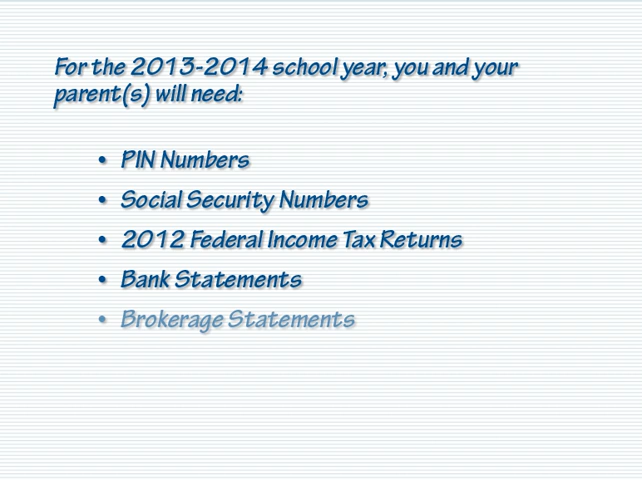 For the 2013-2014 school year, you and your
parent(s) will need:
• PIN Numbers
• Social Security Numbers
• 2012 Federal Income Tax Returns
• Bank Statements
• Brokerage Statements